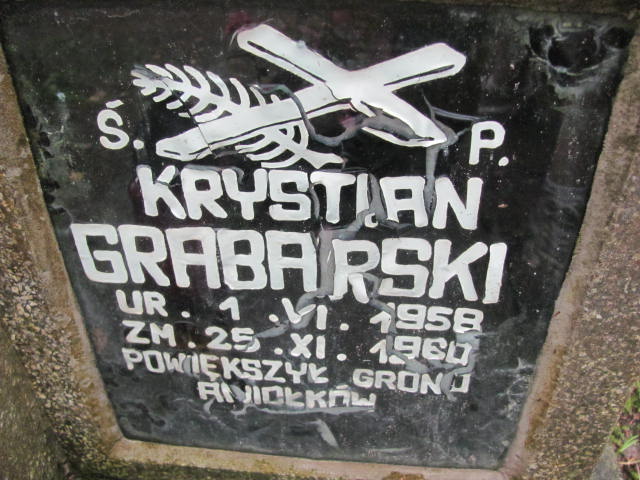 Ś. P.
KRYSTIAN
GRABARSKI
UR. 1. VI. 1958
ZM. 25. XI. 1960
POWIĘKSZYŁ GRONO
ANIOŁKÓW